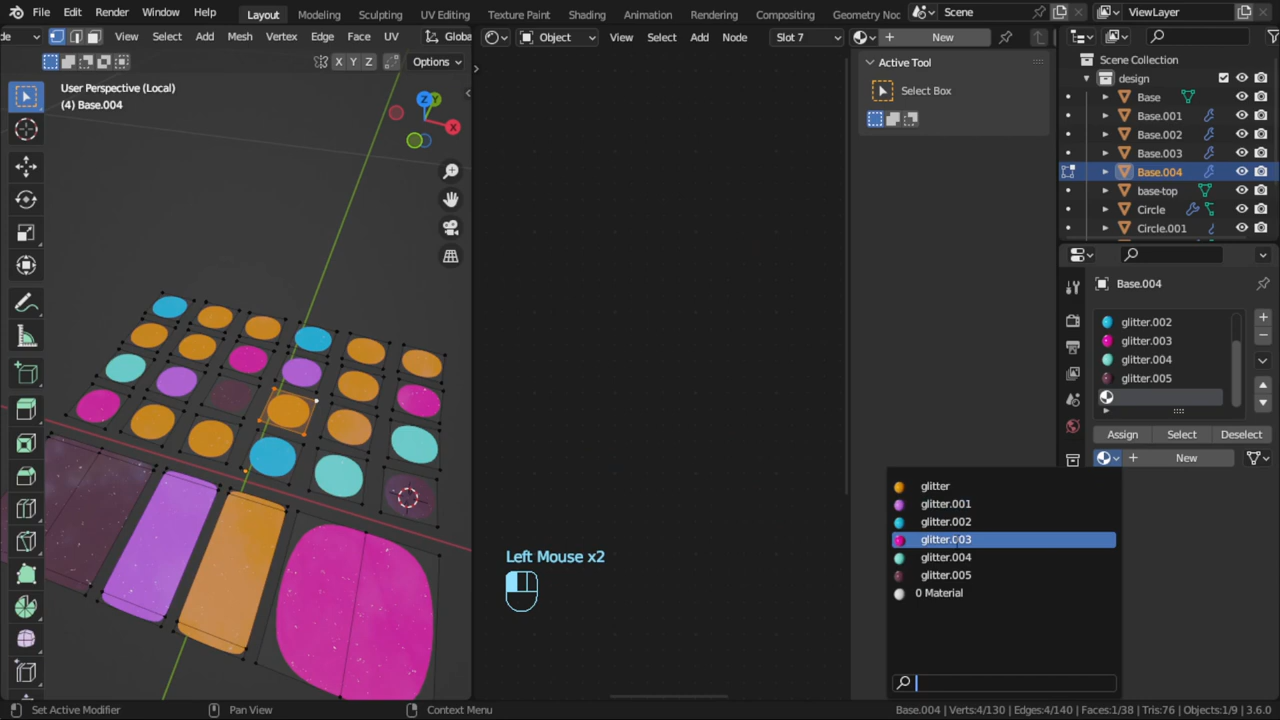 File Edit Render Window Help Layout Modeling Sculpting UV Editing Texture Paint Shading Animation Rendering Compositing Geometry Noc Scene ViewLayer
de View Select Add Mesh Vertex Edge Face UV Globa Object View Select Add Node Slot 7 New
X Y Z Options
User Perspective (Local)
(4) Base.004
Z Y X
Active Tool
Select Box
Scene Collection
design
Base
Base.001
Base.002
Base.003
Base.004
base-top
Circle
Circle.001
Base.004
glitter.002
glitter.003
glitter.004
glitter.005
Assign Select Deselect
New
glitter
glitter.001
glitter.002
glitter.003
glitter.004
glitter.005
0 Material
Left Mouse x2
Set Active Modifier Pan View Context Menu Base.004 | Verts:4/130 | Edges:4/140 | Faces:1/38 | Tris:76 | Objects:1/9 | 3.6.0